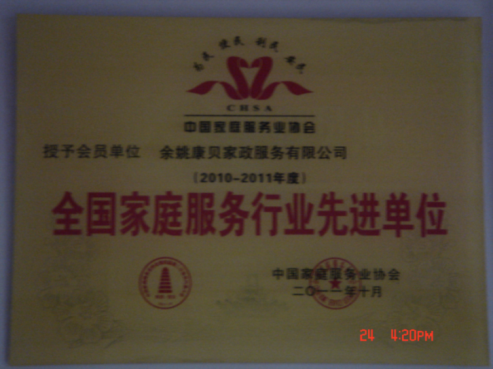 CHSA
中国家庭服务业协会
授予会员单位 余姚康贝家政服务有限公司
(2010-2011年度)
全国家庭服务行业先进单位
中国家庭服务业协会
二〇一一年十月
24 4:20PM